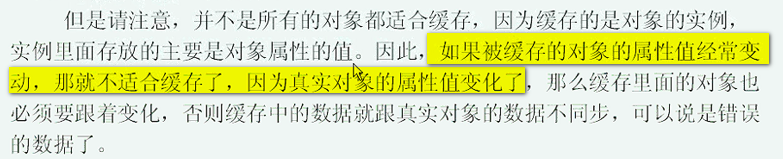 但是请注意，并不是所有的对象都适合缓存，因为缓存的是对象的实例，
实例里面存放的主要是对象属性的值。因此，如果被缓存的对象的属性值经常变
动，那就不适合缓存了，因为真实对象的属性值变化了，那么缓存里面的对象也
必须要跟着变化，否则缓存中的数据就跟真实对象的数据不同步，可以说是错误
的数据了。